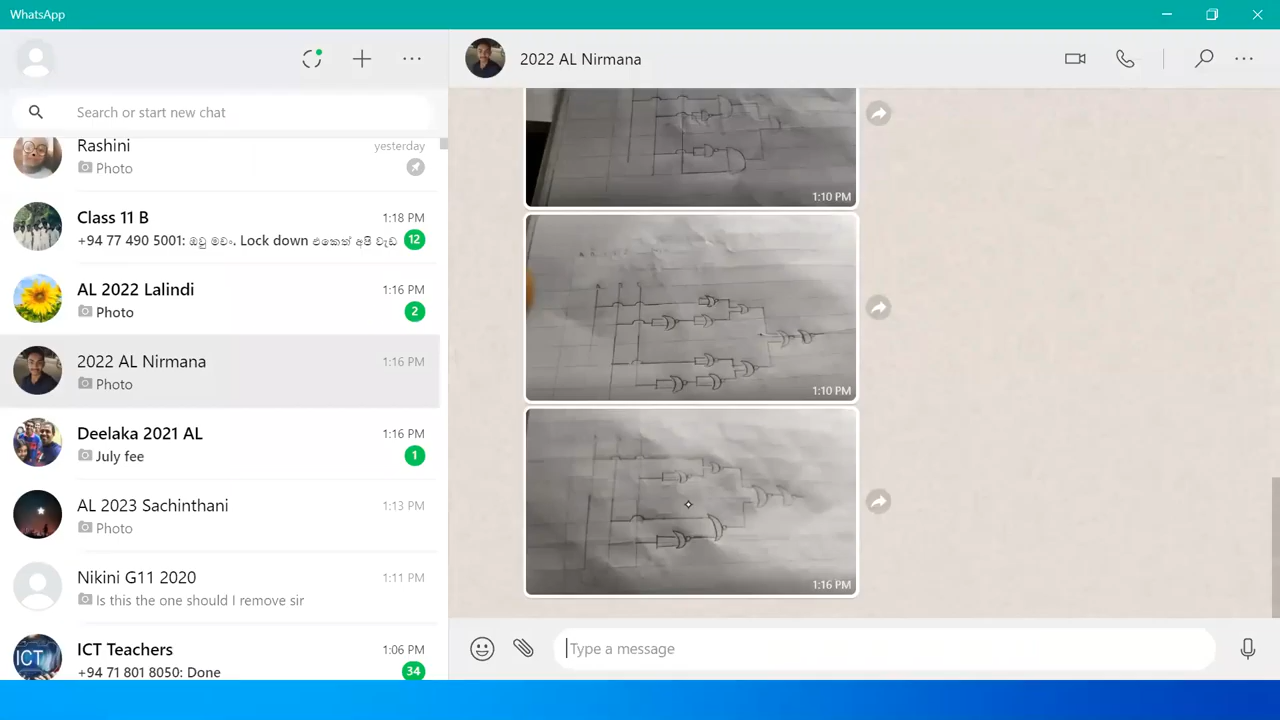 WhatsApp
Search or start new chat
Rashini
yesterday
Photo
Class 11 B
1:18 PM
+94 77 490 5001: ඔවු මචං. Lock down එකෙත් අපි වැඩ
12
AL 2022 Lalindi
1:16 PM
Photo
2
2022 AL Nirmana
1:16 PM
Photo
Deelaka 2021 AL
1:16 PM
July fee
1
AL 2023 Sachinthani
1:13 PM
Photo
Nikini G11 2020
1:11 PM
Is this the one should I remove sir
ICT
ICT Teachers
1:06 PM
+94 71 801 8050: Done
34
2022 AL Nirmana
1:10 PM
1:10 PM
1:16 PM
Type a message